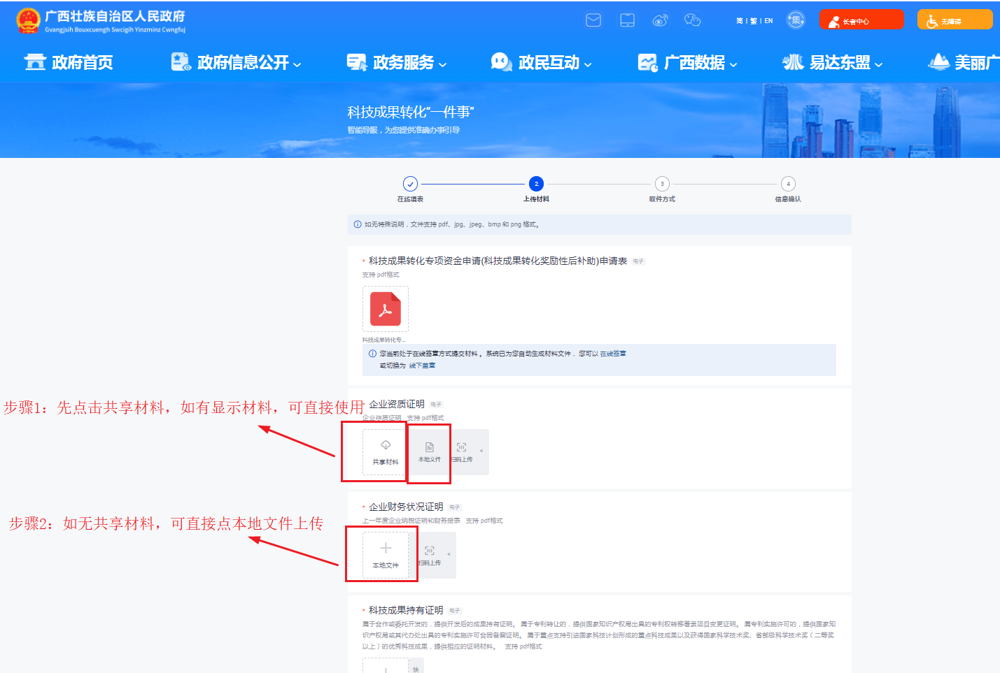 广西壮族自治区人民政府
Gvangjsih Bouxcuengh Swcigih Yinzminz Cwngfuj
简 | 繁 | EN
集
长者中心
无障碍
政府首页
政府信息公开
政务服务
政民互动
广西数据
易达东盟
美丽广
科技成果转化“一件事”
智能导服，为您提供准确办事引导
2
3
4
在线填表
上传材料
取件方式
信息确认
如无特殊说明，文件支持 pdf、jpg、jpeg、bmp 和 png 格式。
* 科技成果转化专项资金申请(科技成果转化奖励性后补助)申请表 电子
支持 pdf格式
科技成果转化专...
您当前处于在线签章方式提交材料 。系统已为您自动生成材料文件 ，您可以 在线签章
或切换为 线下盖章
步骤1：先点击共享材料，如有显示材料，可直接使用
* 企业资质证明 电子
企业资质证明 支持 pdf格式
共享材料
本地文件
扫码上传
<
步骤2：如无共享材料，可直接点本地文件上传
* 企业财务状况证明 电子
上一年度企业纳税证明和财务报表 支持 pdf格式
本地文件
扫码上传
<
* 科技成果持有证明 电子
属于合作或委托开发的，提供开发后的成果持有证明。 属于专利转让的，提供国家知识产权局出具的专利权转移著录项目变更证明。 属专利实施许可的，提供国家知
识产权局或其代办处出具的专利实施许可合同备案证明。 属于重点支持引进国家科技计划形成的重点科技成果以及获得国家科学技术奖、省部级科学技术奖（二等奖
以上）的优秀科技成果，提供相应的证明材料。 支持 pdf格式
快